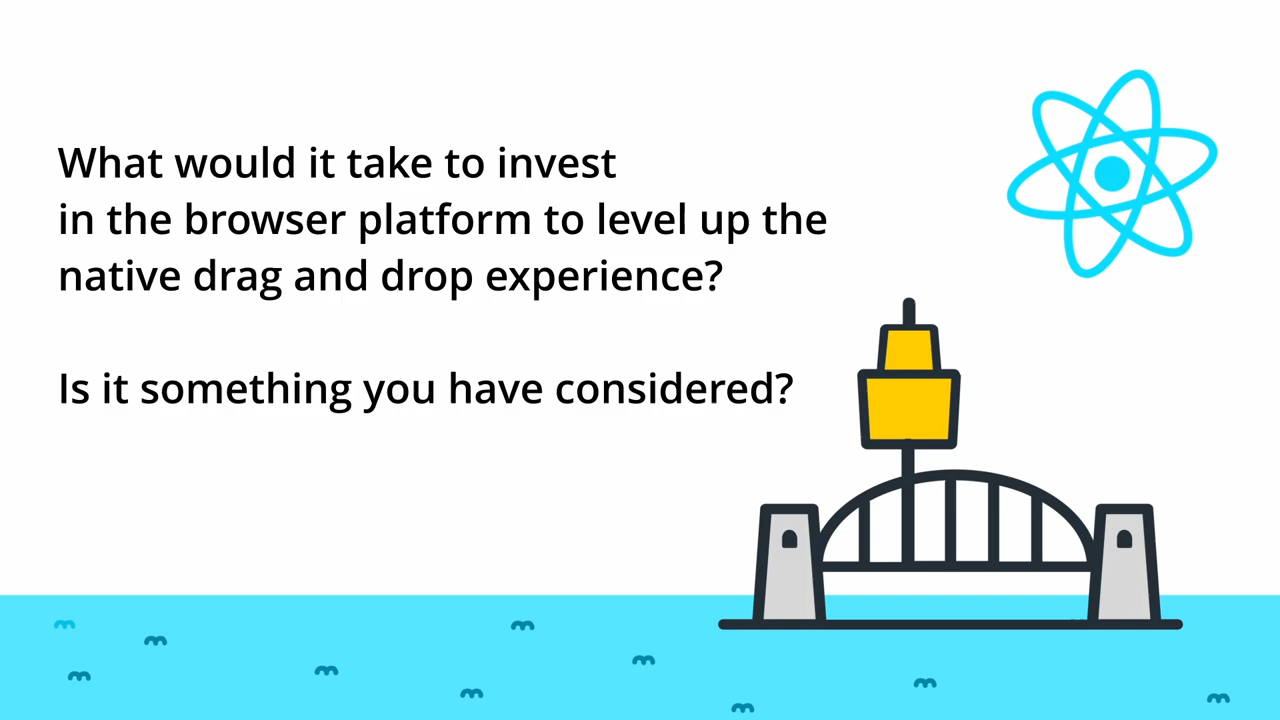 What would it take to invest
in the browser platform to level up the
native drag and drop experience?
Is it something you have considered?